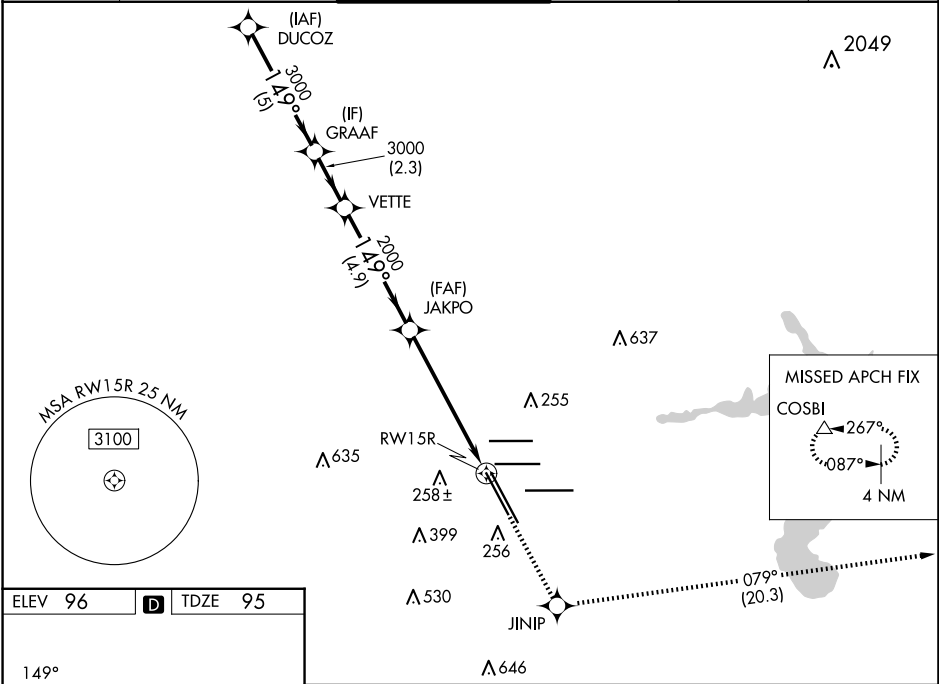 (IAF)
DUCOZ
2049
3000
149°
(5)
(IF)
GRAAF
3000
(2.3)
VETTE
2000
149°
(4.9)
(FAF)
JAKPO
637
MISSED APCH FIX
COSBI
267°
087°
4 NM
MSA RW15R 25 NM
3100
255
RW15R
635
258±
399
256
530
079°
(20.3)
JINIP
646
ELEV 96 D TDZE 95
149°